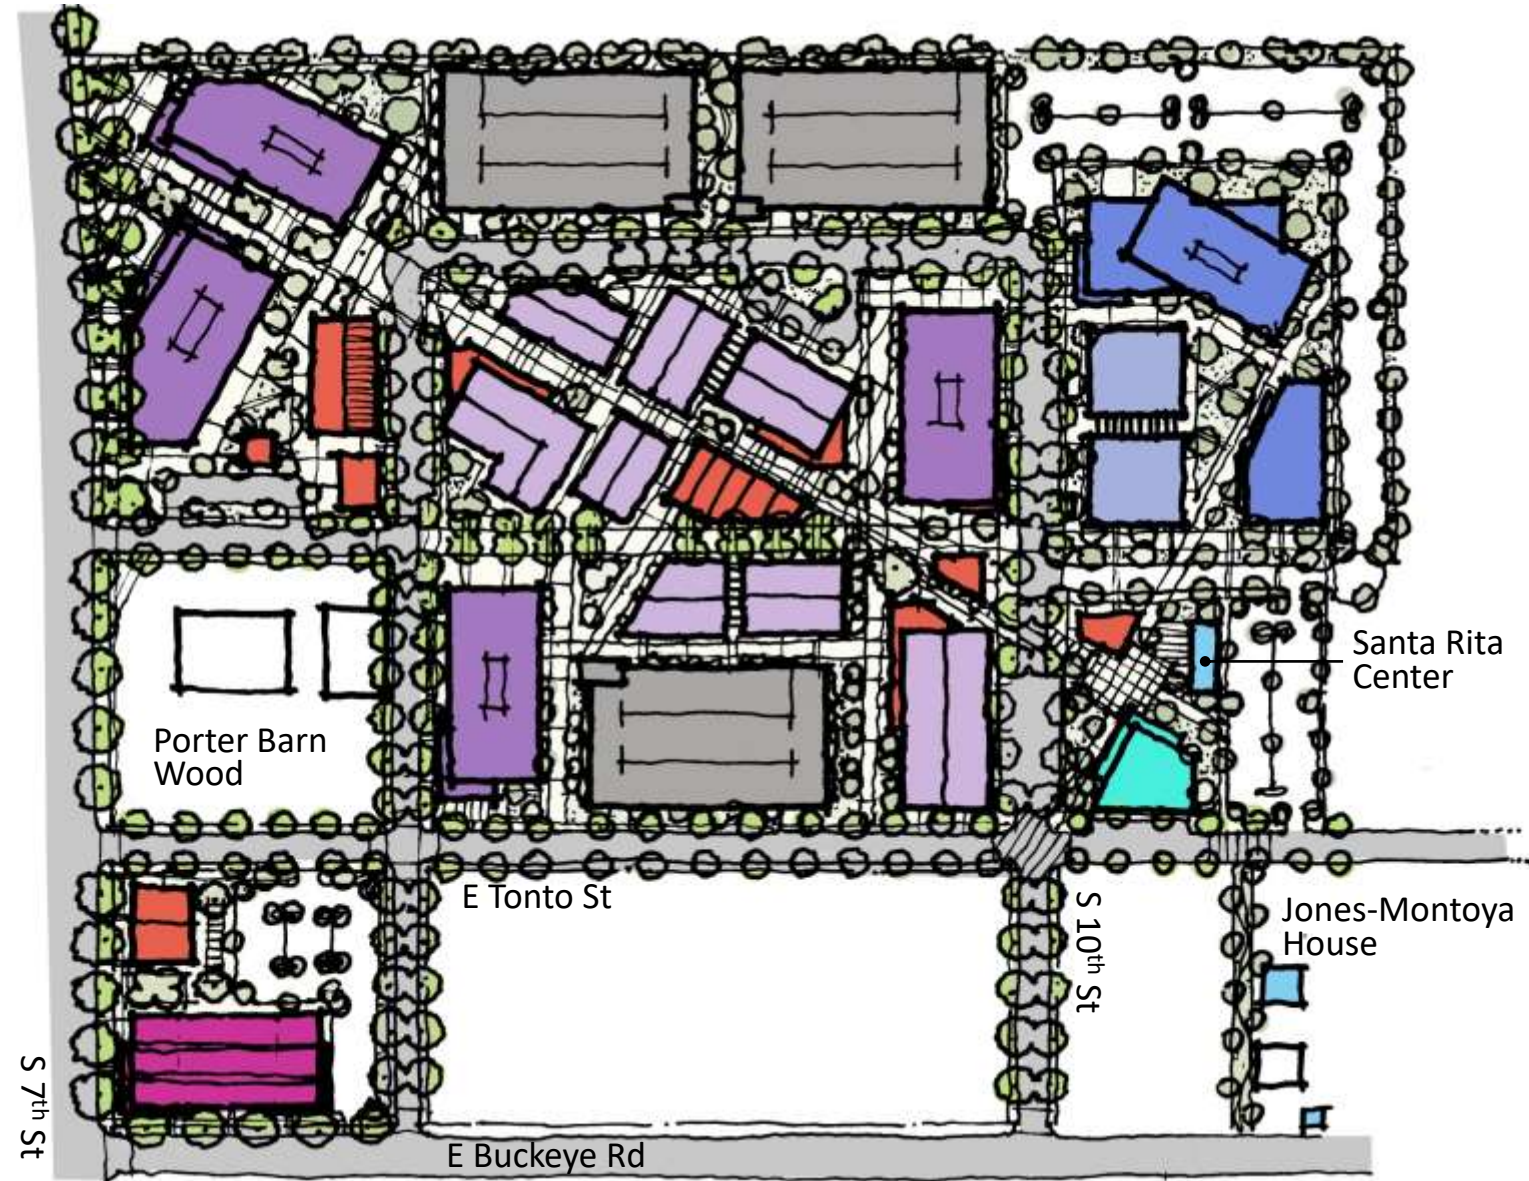 Santa Rita
Center
Porter Barn
Wood
E Tonto St
S 10th St
Jones-Montoya
House
S 7th St
E Buckeye Rd